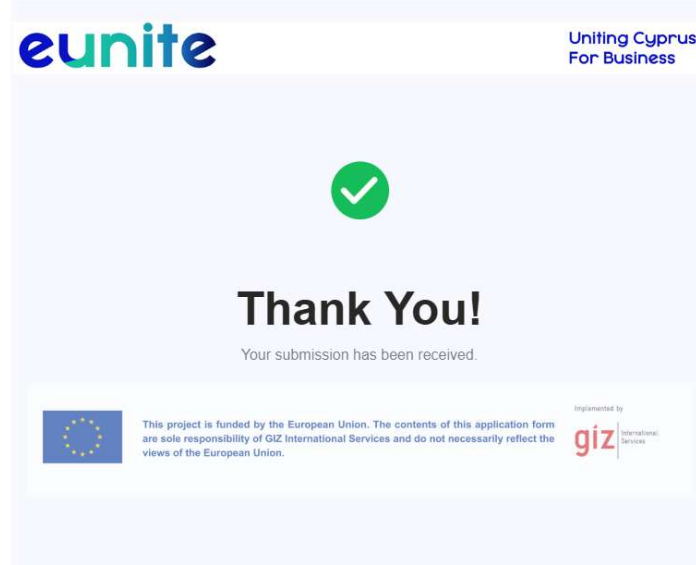 eunite
Uniting Cyprus
For Business
Thank You!
Your submission has been received.
This project is funded by the European Union. The contents of this application form
are sole responsibility of GIZ International Services and do not necessarily reflect the
views of the European Union.
Implemented by
giz
International
Services